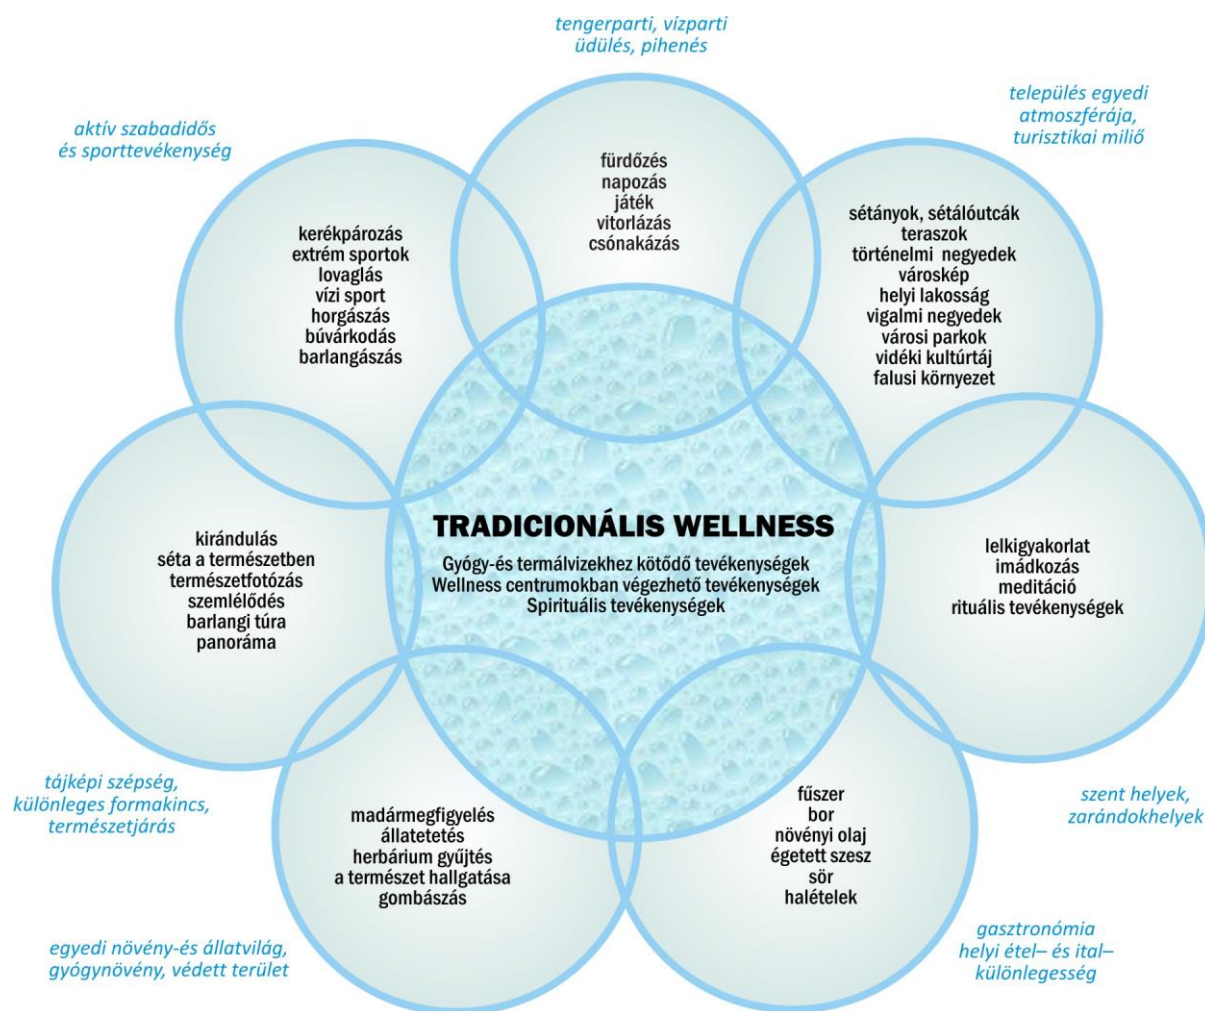 tengerparti, vízparti
üdülés, pihenés
fürdőzés
napozás
játék
vitorlázás
csónakázás
település egyedi
atmoszférája,
turisztikai miliő
sétányok, sétálóutcák
teraszok
történelmi negyedek
városkép
helyi lakosság
vigalmi negyedek
városi parkok
vidéki kultúrtáj
falusi környezet
aktív szabadidős
és sporttevékenység
kerékpározás
extrém sportok
lovaglás
vízi sport
horgászás
búvárkodás
barlangászás
TRADICIONÁLIS WELLNESS
Gyógy-és termálvizekhez kötődő tevékenységek
Wellness centrumokban végezhető tevékenységek
Spirituális tevékenységek
kirándulás
séta a természetben
természetfotózás
szemlélődés
barlangi túra
panoráma
tájképi szépség,
különleges formakincs,
természetjárás
lelkigyakorlat
imádkozás
meditáció
rituális tevékenységek
szent helyek,
zarándokhelyek
madármegfigyelés
állatetetés
herbárium gyűjtés
a természet hallgatása
gombászás
egyedi növény-és állatvilág,
gyógynövény, védett terület
fűszer
bor
növényi olaj
égetett szesz
sör
halételek
gasztronómia
helyi étel– és ital–
különlegesség